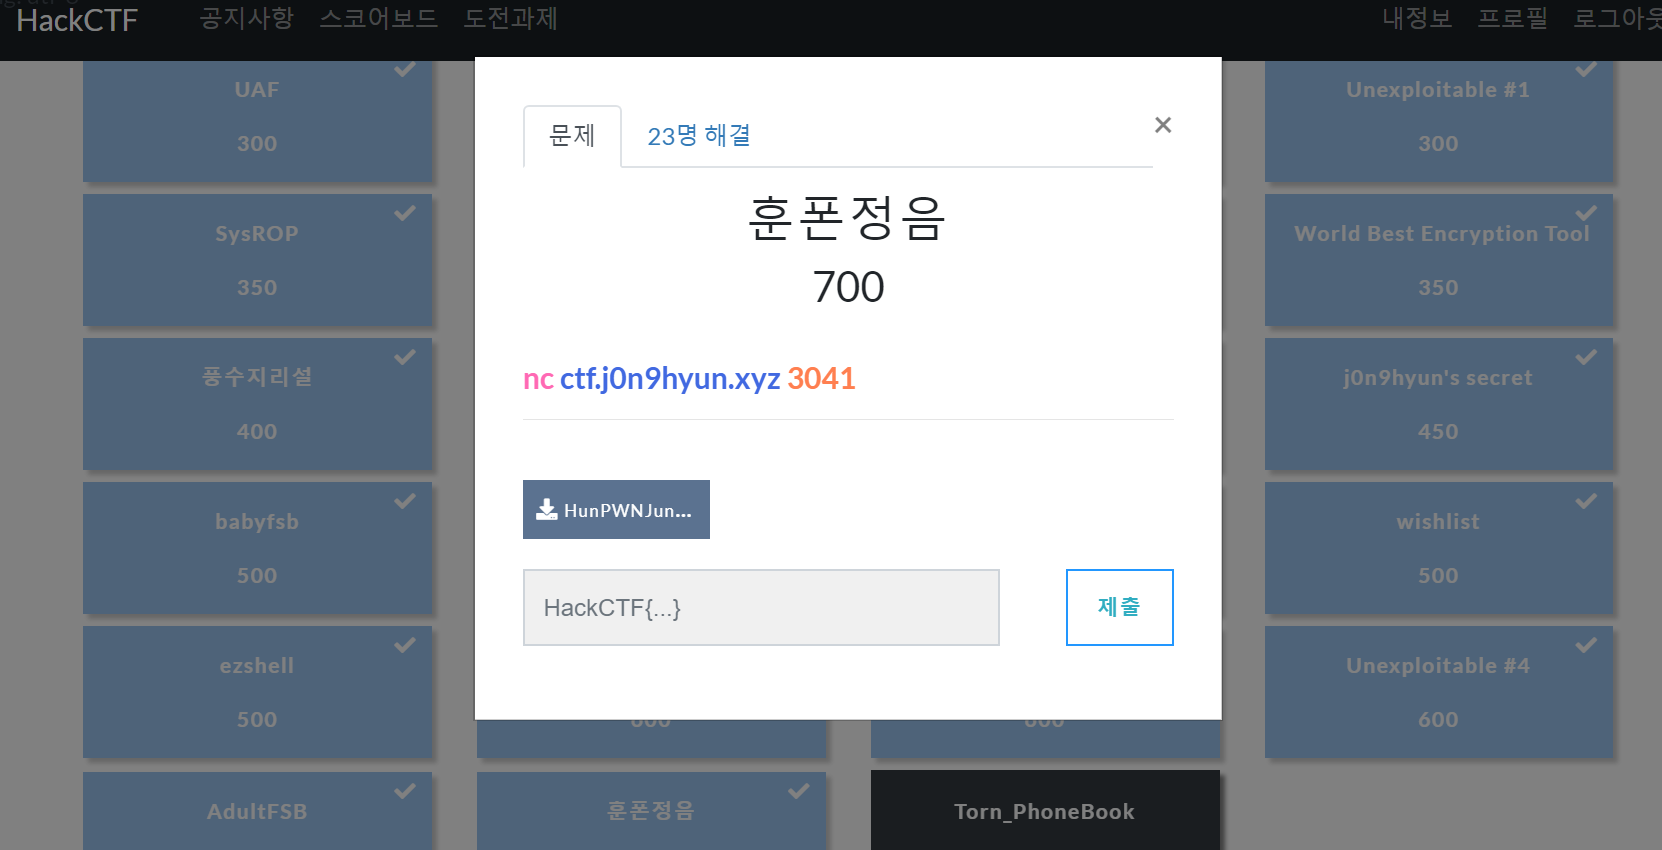 HackCTF 공지사항 스코어보드 도전과제 내정보 프로필 로그아웃
UAF
300
Unexploitable #1
300
SysROP
350
World Best Encryption Tool
350
풍수지리설
400
j0n9hyun's secret
450
babyfsb
500
wishlist
500
ezshell
500
Unexploitable #4
600
AdultFSB
훈폰정음
Torn_PhoneBook
문제 23명 해결 ×
훈폰정음
700
nc ctf.j0n9hyun.xyz 3041
HunPWNJun...
HackCTF{...}
제출